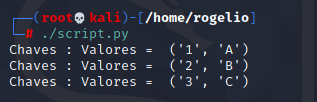 ┌──(root💀kali)-[/home/rogelio]
└─# ./script.py
Chaves : Valores =  ('1', 'A')
Chaves : Valores =  ('2', 'B')
Chaves : Valores =  ('3', 'C')